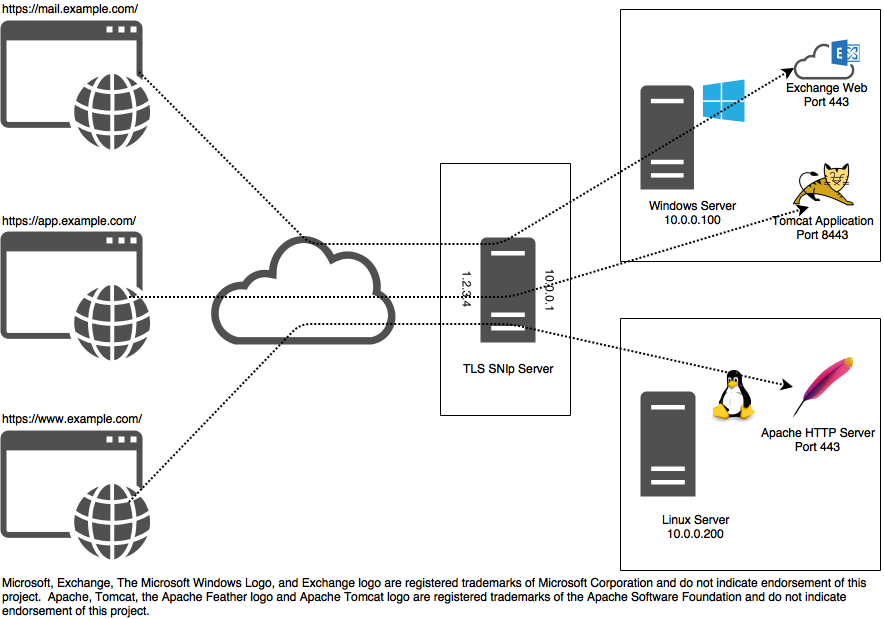 https://mail.example.com/
https://app.example.com/
https://www.example.com/
1.2.3.4
10.0.0.1
TLS SNIp Server
E
Exchange Web
Port 443
Windows Server
10.0.0.100
Tomcat Application
Port 8443
Apache HTTP Server
Port 443
Linux Server
10.0.0.200
Microsoft, Exchange, The Microsoft Windows Logo, and Exchange logo are registered trademarks of Microsoft Corporation and do not indicate endorsement of this
project.  Apache, Tomcat, the Apache Feather logo and Apache Tomcat logo are registered trademarks of the Apache Software Foundation and do not indicate
endorsement of this project.